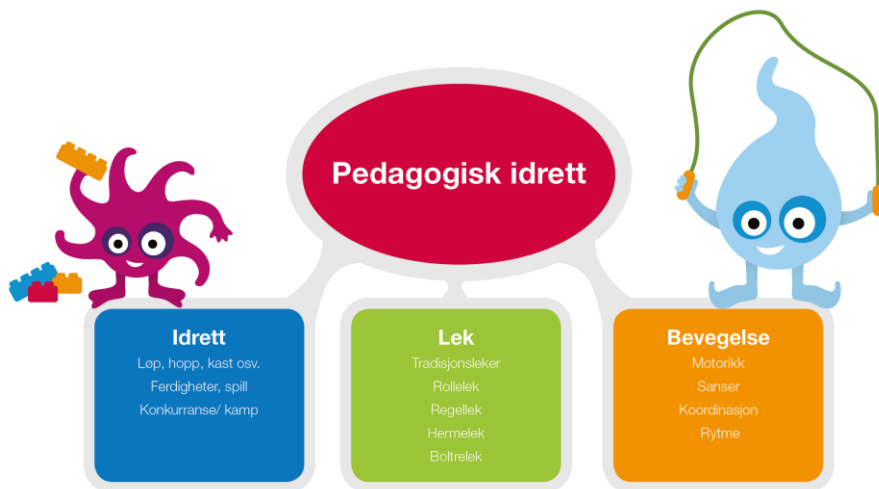 Pedagogisk idrett
Idrett
Løp, hopp, kast osv.
Ferdigheter, spill
Konkurranse/ kamp
Lek
Tradisjonsleker
Rollelek
Regellek
Hermelek
Boltrelek
Bevegelse
Motorikk
Sanser
Koordinasjon
Rytme